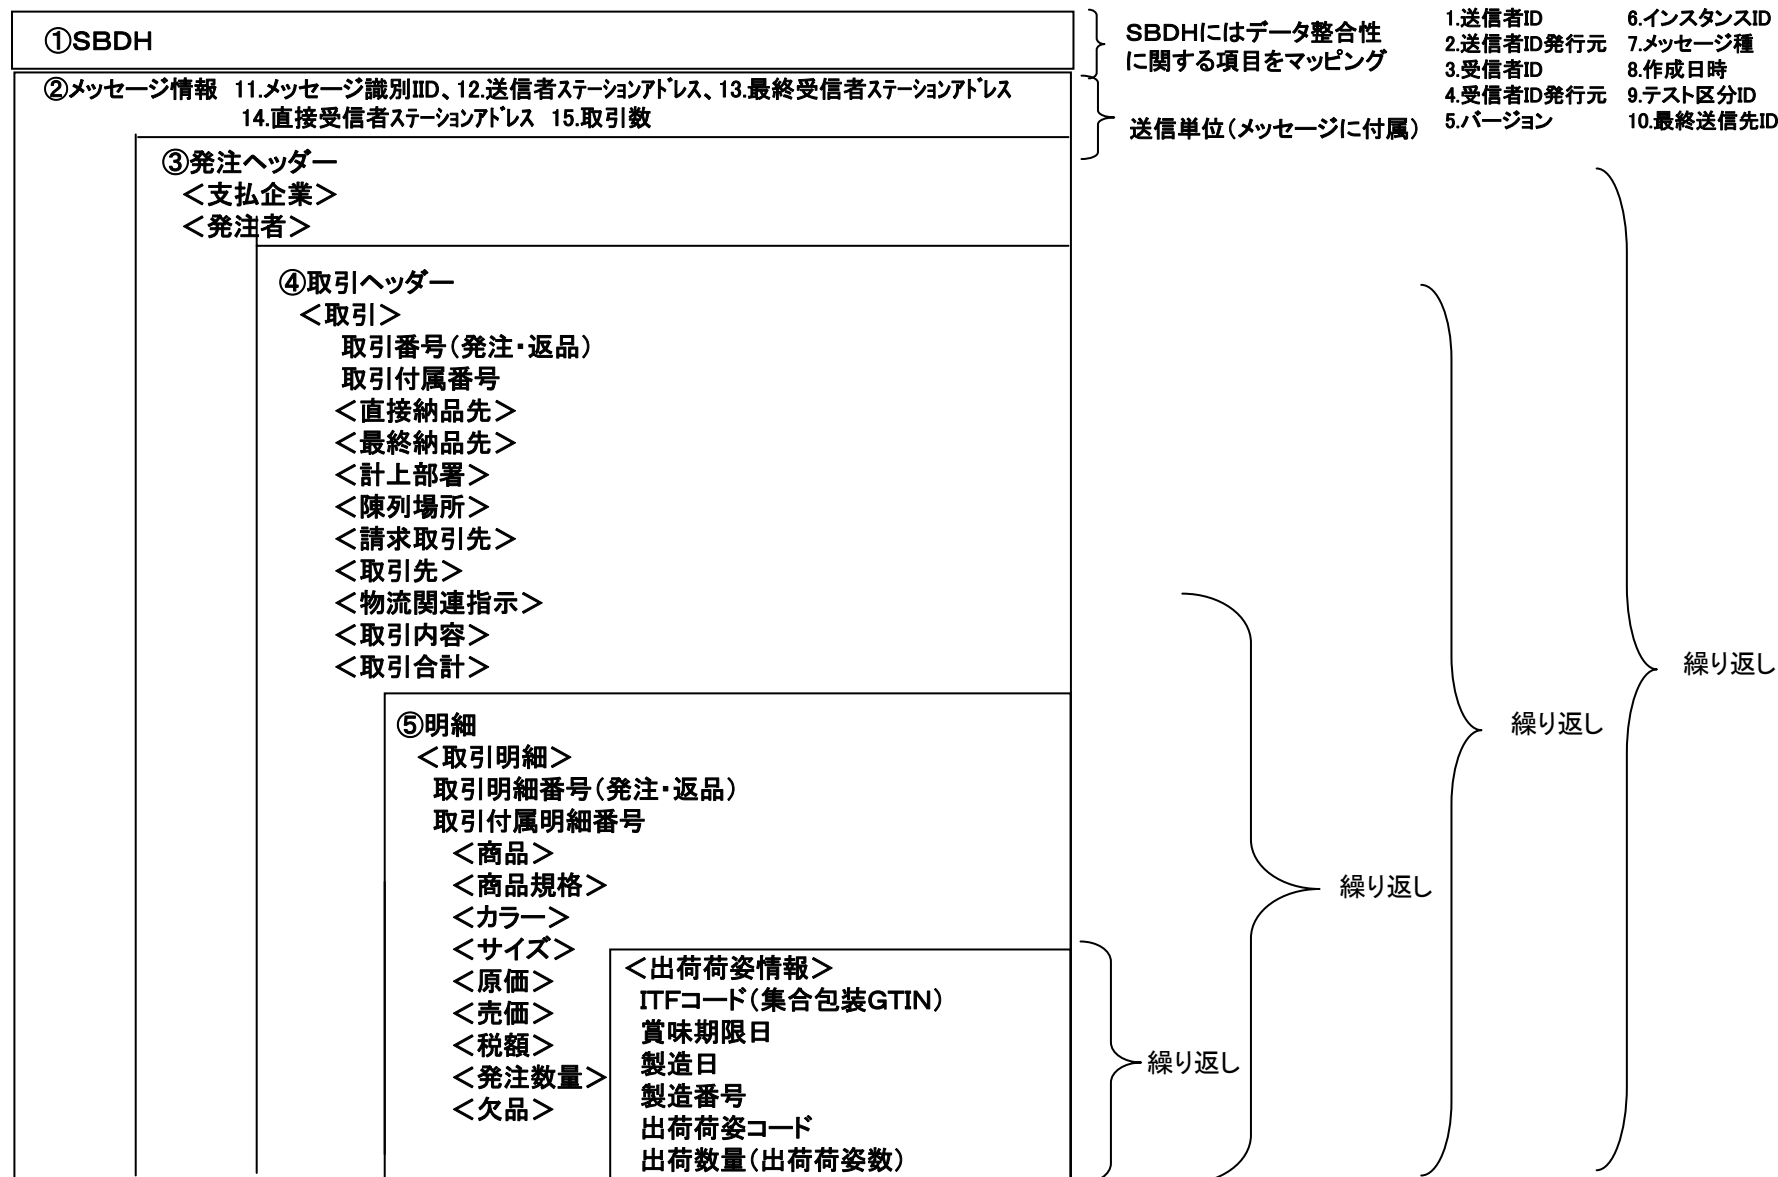 ①SBDH
SBDHにはデータ整合性
に関する項目をマッピング
1.送信者ID
2.送信者ID発行元
3.受信者ID
4.受信者ID発行元
5.バージョン
6.インスタンスID
7.メッセージ種
8.作成日時
9.テスト区分ID
10.最終送信先ID
②メッセージ情報 11.メッセージ識別IID、12.送信者ステーションアドレス、13.最終受信者ステーションアドレス
14.直接受信者ステーションアドレス 15.取引数
送信単位(メッセージに付属)
③発注ヘッダー
<支払企業>
<発注者>
④取引ヘッダー
<取引>
取引番号(発注・返品)
取引付属番号
<直接納品先>
<最終納品先>
<計上部署>
<陳列場所>
<請求取引先>
<取引先>
<物流関連指示>
<取引内容>
<取引合計>
⑤明細
<取引明細>
取引明細番号(発注・返品)
取引付属明細番号
<商品>
<商品規格>
<カラー>
<サイズ>
<原価>
<売価>
<税額>
<発注数量>
<欠品>
<出荷荷姿情報>
ITFコード(集合包装GTIN)
賞味期限日
製造日
製造番号
出荷荷姿コード
出荷数量(出荷荷姿数)
繰り返し
繰り返し
繰り返し
繰り返し